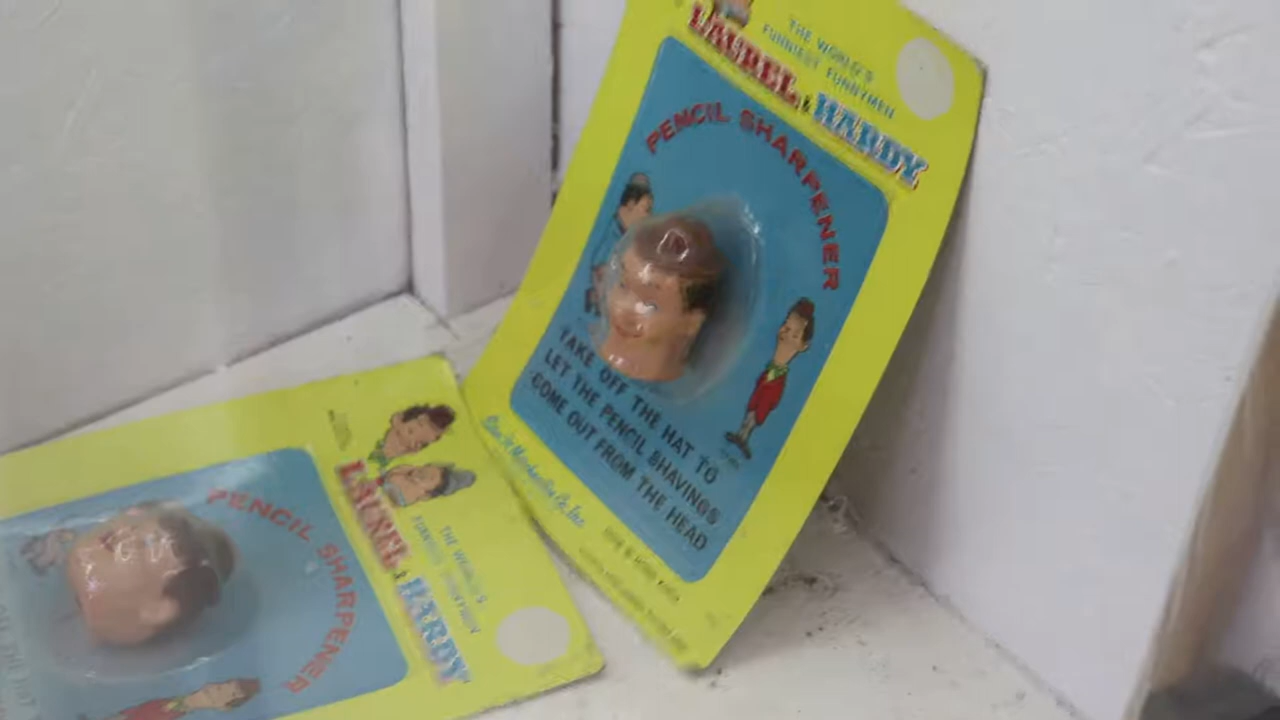 THE WORLD'S
FUNNIEST FUNNYMEN
LAUREL & HARDY
PENCIL SHARPENER
TAKE OFF THE HAT TO
LET THE PENCIL SHAVINGS
COME OUT FROM THE HEAD
THE WORLD'S
FUNNIEST FUNNYMEN
LAUREL & HARDY
PENCIL SHARPENER